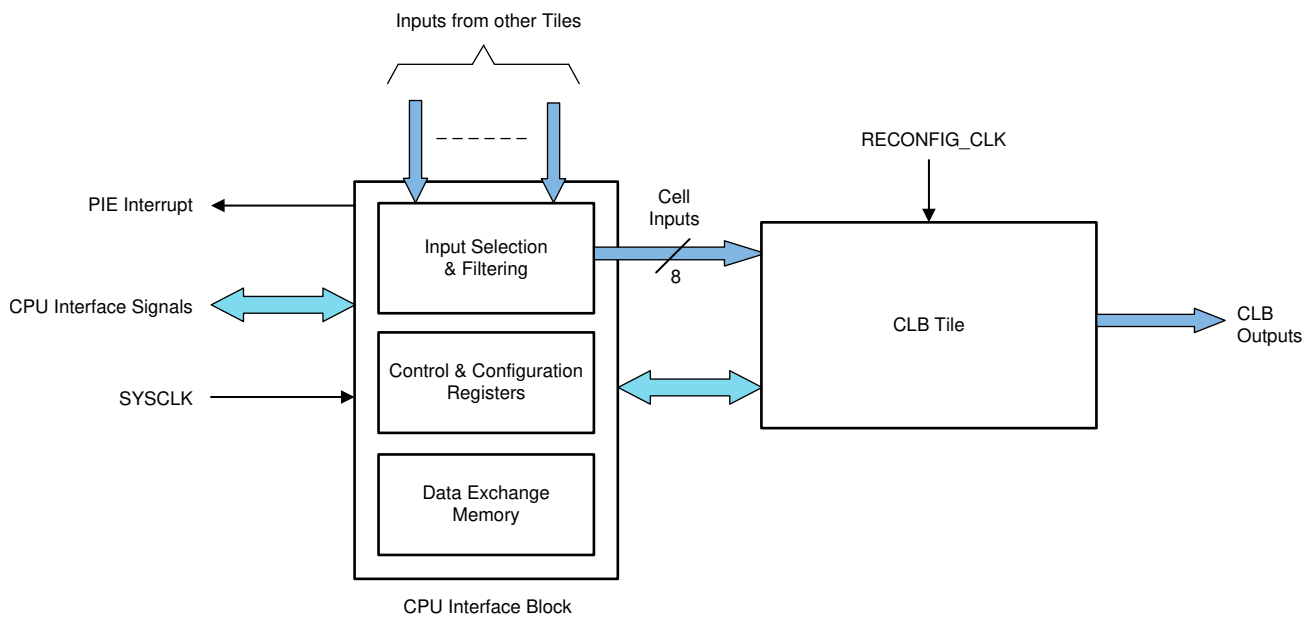 Inputs from other Tiles
RECONFIG_CLK
PIE Interrupt
Cell
Inputs
8
Input Selection
& Filtering
CPU Interface Signals
CLB Tile
CLB
Outputs
Control & Configuration
Registers
SYSCLK
Data Exchange
Memory
CPU Interface Block